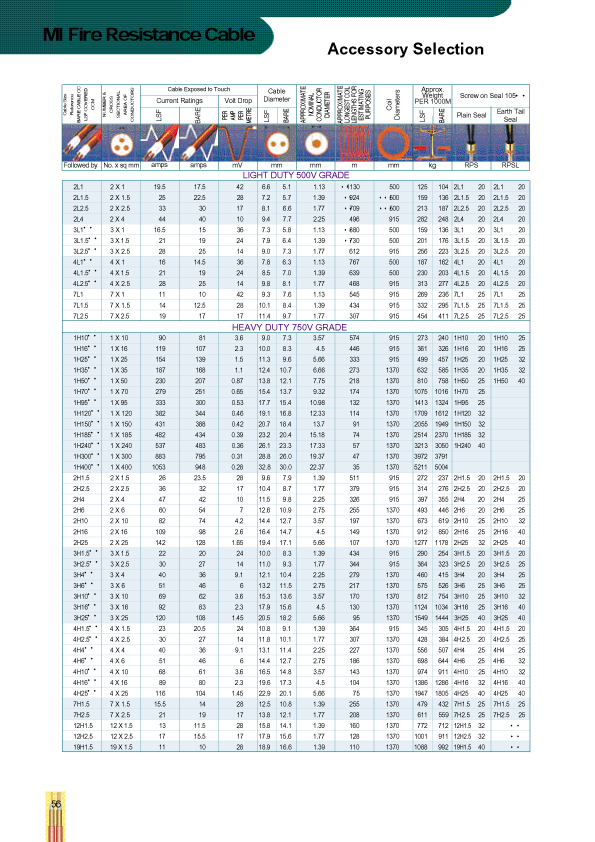 MI Fire Resistance Cable
Accessory Selection
Cable Exposed to Touch
Current Ratings
Volt Drop
Cable Diameter
Approx. Weight PER 1000M
Screw on Seal 105• •
Plain Seal
Earth Tail Seal
LSF BARE PER AMP PER METRE LSF BARE APPROXIMATE NOMINAL CONDUCTOR DIAMETER APPROXIMATE LONGEST COIL LENGTHS FOR ESTIMATING PURPOSES Coil Diameters LSF BARE
NUMBER & CROSS SECTIONAL AREA OF CONDUCTORS
Followed by No. x sq mm amps amps mV mm mm m mm kg RPS RPSL
LIGHT DUTY 500V GRADE
2L1 2 X 1 19.5 17.5 42 6.6 5.1 1.13 • •130 500 125 104 2L1 20 2L1 20
2L1.5 2 X 1.5 25 22.5 28 7.2 5.7 1.39 • •924 • • •500 159 136 2L1.5 20 2L1.5 20
2L2.5 2 X 2.5 33 30 17 8.1 6.6 1.77 • •709 • • •500 213 187 2L2.5 20 2L2.5 20
2L4 2 X 4 44 40 10 9.4 7.7 2.25 496 915 282 248 2L4 20 2L4 20
3L1• • 3 X 1 16.5 15 36 7.3 5.8 1.13 • •880 500 159 136 3L1 20 3L1 20
3L1.5• • 3 X 1.5 21 19 24 7.9 6.4 1.39 • •730 500 201 176 3L1.5 20 3L1.5 20
3L2.5• • 3 X 2.5 28 25 14 9.0 7.3 1.77 612 915 256 223 3L2.5 20 3L2.5 20
4L1• • 4 X 1 16 14.5 36 7.8 6.3 1.13 767 500 187 162 4L1 20 4L1 20
4L1.5• • 4 X 1.5 21 19 24 8.5 7.0 1.39 639 500 230 203 4L1.5 20 4L1.5 20
4L2.5• • 4 X 2.5 28 25 14 9.8 8.1 1.77 468 915 313 277 4L2.5 20 4L2.5 20
7L1 7 X 1 11 10 42 9.3 7.6 1.13 545 915 269 236 7L1 25 7L1 25
7L1.5 7 X 1.5 14 12.5 28 10.1 8.4 1.39 434 915 332 295 7L1.5 25 7L1.5 25
7L2.5 7 X 2.5 19 17 17 11.4 9.7 1.77 307 915 454 411 7L2.5 25 7L2.5 25
HEAVY DUTY 750V GRADE
1H10• • 1 X 10 90 81 3.6 9.0 7.3 3.57 574 915 273 240 1H10 20 1H10 25
1H16• • 1 X 16 119 107 2.3 10.0 8.3 4.5 446 915 361 326 1H16 20 1H16 25
1H25• • 1 X 25 154 139 1.5 11.3 9.6 5.66 333 915 499 457 1H25 20 1H25 32
1H35• • 1 X 35 187 168 1.1 12.4 10.7 6.66 273 1370 632 585 1H35 20 1H35 32
1H50• • 1 X 50 230 207 0.87 13.8 12.1 7.75 218 1370 810 758 1H50 25 1H50 40
1H70• • 1 X 70 279 251 0.65 15.4 13.7 9.32 174 1370 1075 1016 1H70 25
1H95• • 1 X 95 333 300 0.53 17.7 15.4 10.98 132 1370 1413 1324 1H95 25
1H120• • 1 X 120 382 344 0.46 19.1 16.8 12.33 114 1370 1709 1612 1H120 32
1H150• • 1 X 150 431 388 0.42 20.7 18.4 13.7 91 1370 2055 1949 1H150 32
1H185• • 1 X 185 482 434 0.39 23.2 20.4 15.18 74 1370 2514 2370 1H185 32
1H240• • 1 X 240 537 483 0.36 26.1 23.3 17.33 57 1370 3213 3050 1H240 40
1H300• • 1 X 300 883 795 0.31 28.8 26.0 19.37 47 1370 3972 3791
1H400• • 1 X 400 1053 948 0.28 32.8 30.0 22.37 35 1370 5211 5004
2H1.5 2 X 1.5 26 23.5 28 9.6 7.9 1.39 511 915 272 237 2H1.5 20 2H1.5 20
2H2.5 2 X 2.5 36 32 17 10.4 8.7 1.77 379 915 314 276 2H2.5 20 2H2.5 20
2H4 2 X 4 47 42 10 11.5 9.8 2.25 326 915 397 355 2H4 20 2H4 25
2H6 2 X 6 60 54 7 12.6 10.9 2.75 255 1370 493 446 2H6 20 2H6 25
2H10 2 X 10 82 74 4.2 14.4 12.7 3.57 197 1370 673 619 2H10 25 2H10 32
2H16 2 X 16 109 98 2.6 16.4 14.7 4.5 149 1370 912 850 2H16 25 2H16 40
2H25 2 X 25 142 128 1.65 19.4 17.1 5.66 107 1370 1277 1178 2H25 32 2H25 40
3H1.5• • 3 X 1.5 22 20 24 10.0 8.3 1.39 434 915 290 254 3H1.5 20 3H1.5 20
3H2.5• • 3 X 2.5 30 27 14 11.0 9.3 1.77 344 915 364 323 3H2.5 20 3H2.5 25
3H4• • 3 X 4 40 36 9.1 12.1 10.4 2.25 279 1370 460 415 3H4 20 3H4 25
3H6• • 3 X 6 51 46 6 13.2 11.5 2.75 217 1370 575 526 3H6 25 3H6 25
3H10• • 3 X 10 69 62 3.6 15.3 13.6 3.57 170 1370 812 754 3H10 25 3H10 32
3H16• • 3 X 16 92 83 2.3 17.9 15.6 4.5 130 1370 1124 1034 3H16 25 3H16 40
3H25• • 3 X 25 120 108 1.45 20.5 18.2 5.66 95 1370 1549 1444 3H25 40 3H25 40
4H1.5• • 4 X 1.5 23 20.5 24 10.8 9.1 1.39 364 915 345 305 4H1.5 20 4H1.5 20
4H2.5• • 4 X 2.5 30 27 14 11.8 10.1 1.77 307 1370 428 384 4H2.5 20 4H2.5 25
4H4• • 4 X 4 40 36 9.1 13.1 11.4 2.25 227 1370 556 507 4H4 25 4H4 25
4H6• • 4 X 6 51 46 6 14.4 12.7 2.75 186 1370 698 644 4H6 25 4H6 32
4H10• • 4 X 10 68 61 3.6 16.5 14.8 3.57 143 1370 974 911 4H10 25 4H10 32
4H16• • 4 X 16 89 80 2.3 19.6 17.3 4.5 104 1370 1386 1286 4H16 32 4H16 40
4H25• • 4 X 25 116 104 1.45 22.9 20.1 5.66 75 1370 1947 1805 4H25 40 4H25 40
7H1.5 7 X 1.5 15.5 14 28 12.5 10.8 1.39 255 1370 479 432 7H1.5 25 7H1.5 25
7H2.5 7 X 2.5 21 19 17 13.8 12.1 1.77 208 1370 611 559 7H2.5 25 7H2.5 25
12H1.5 12 X 1.5 13 11.5 28 15.8 14.1 1.39 160 1370 772 712 12H1.5 32 • •
12H2.5 12 X 2.5 17 15.5 17 17.9 15.6 1.77 128 1370 1001 911 12H2.5 32 • •
19H1.5 19 X 1.5 11 10 28 18.9 16.6 1.39 110 1370 1088 992 19H1.5 40 • •
56